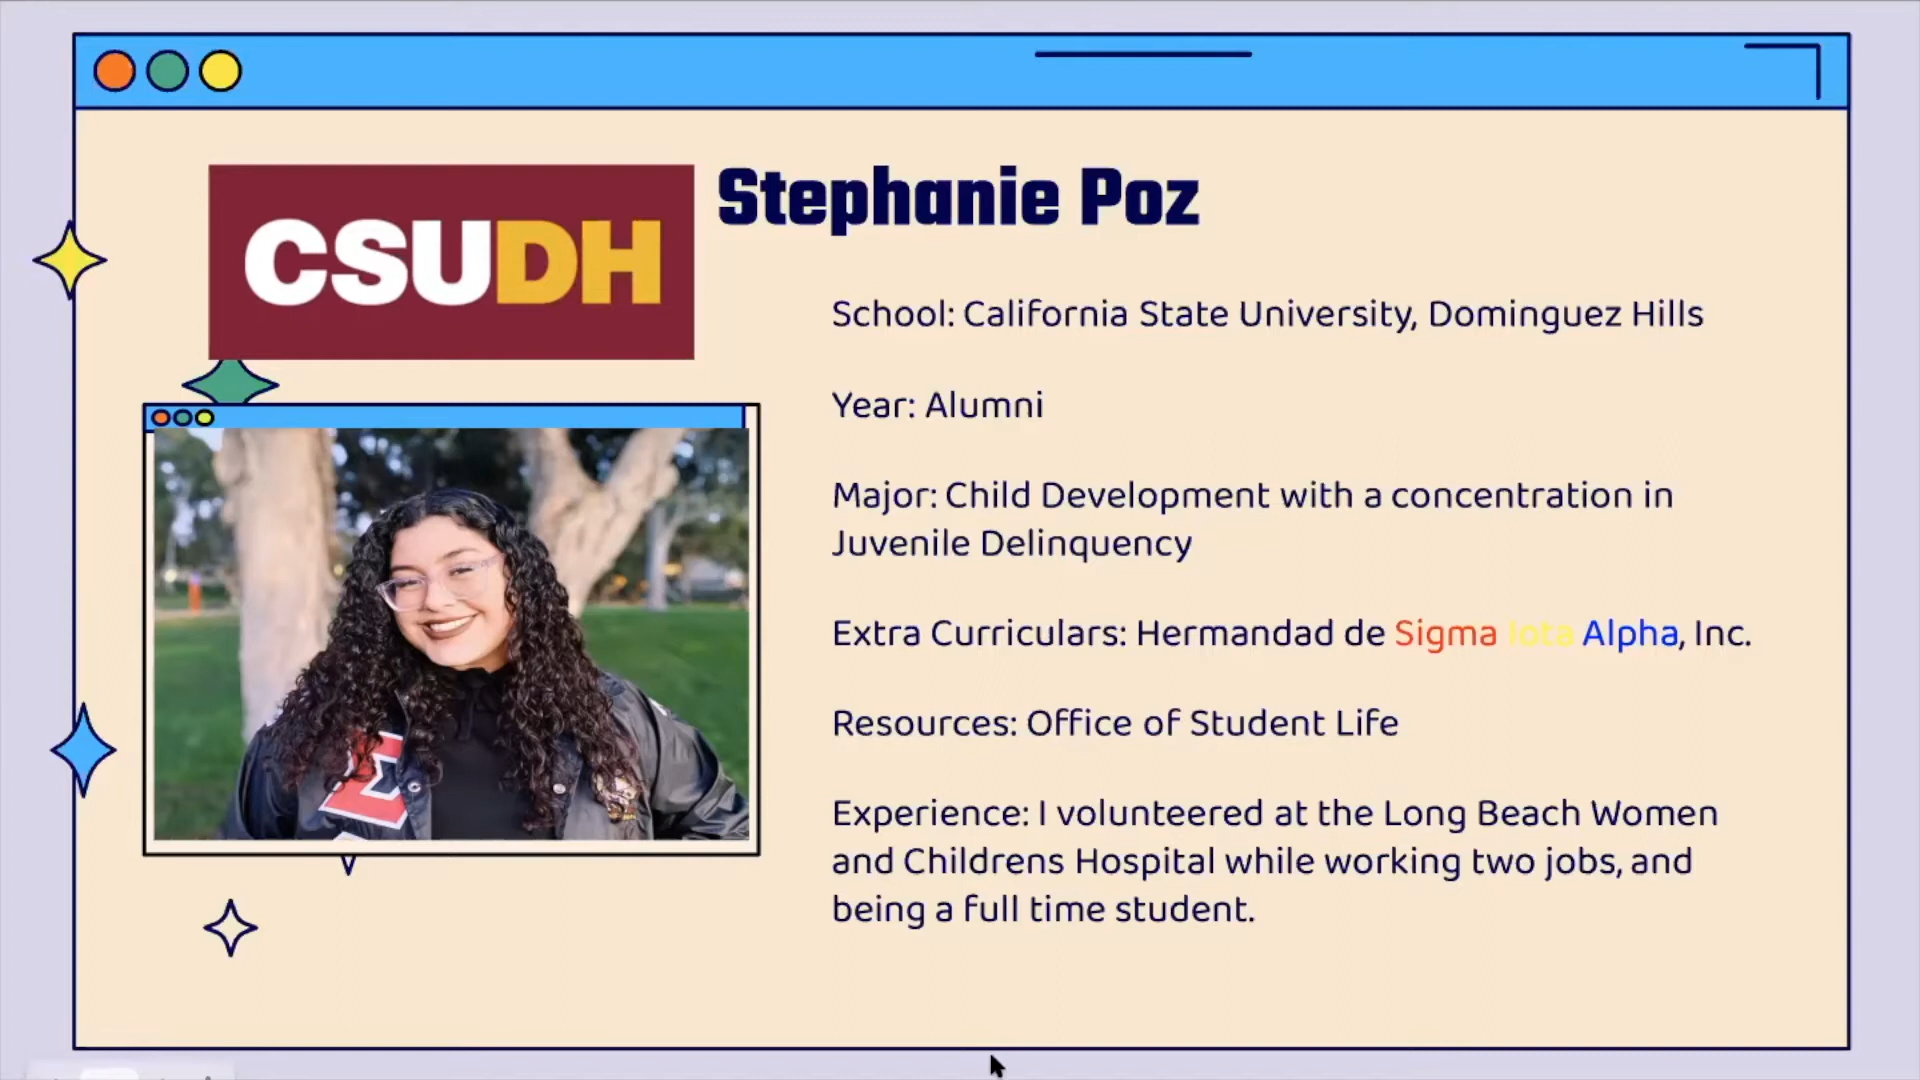 CSUDH
Stephanie Poz
School: California State University, Dominguez Hills
Year: Alumni
Major: Child Development with a concentration in
Juvenile Delinquency
Extra Curriculars: Hermandad de Sigma Iota Alpha, Inc.
Resources: Office of Student Life
Experience: I volunteered at the Long Beach Women
and Childrens Hospital while working two jobs, and
being a full time student.
Σ